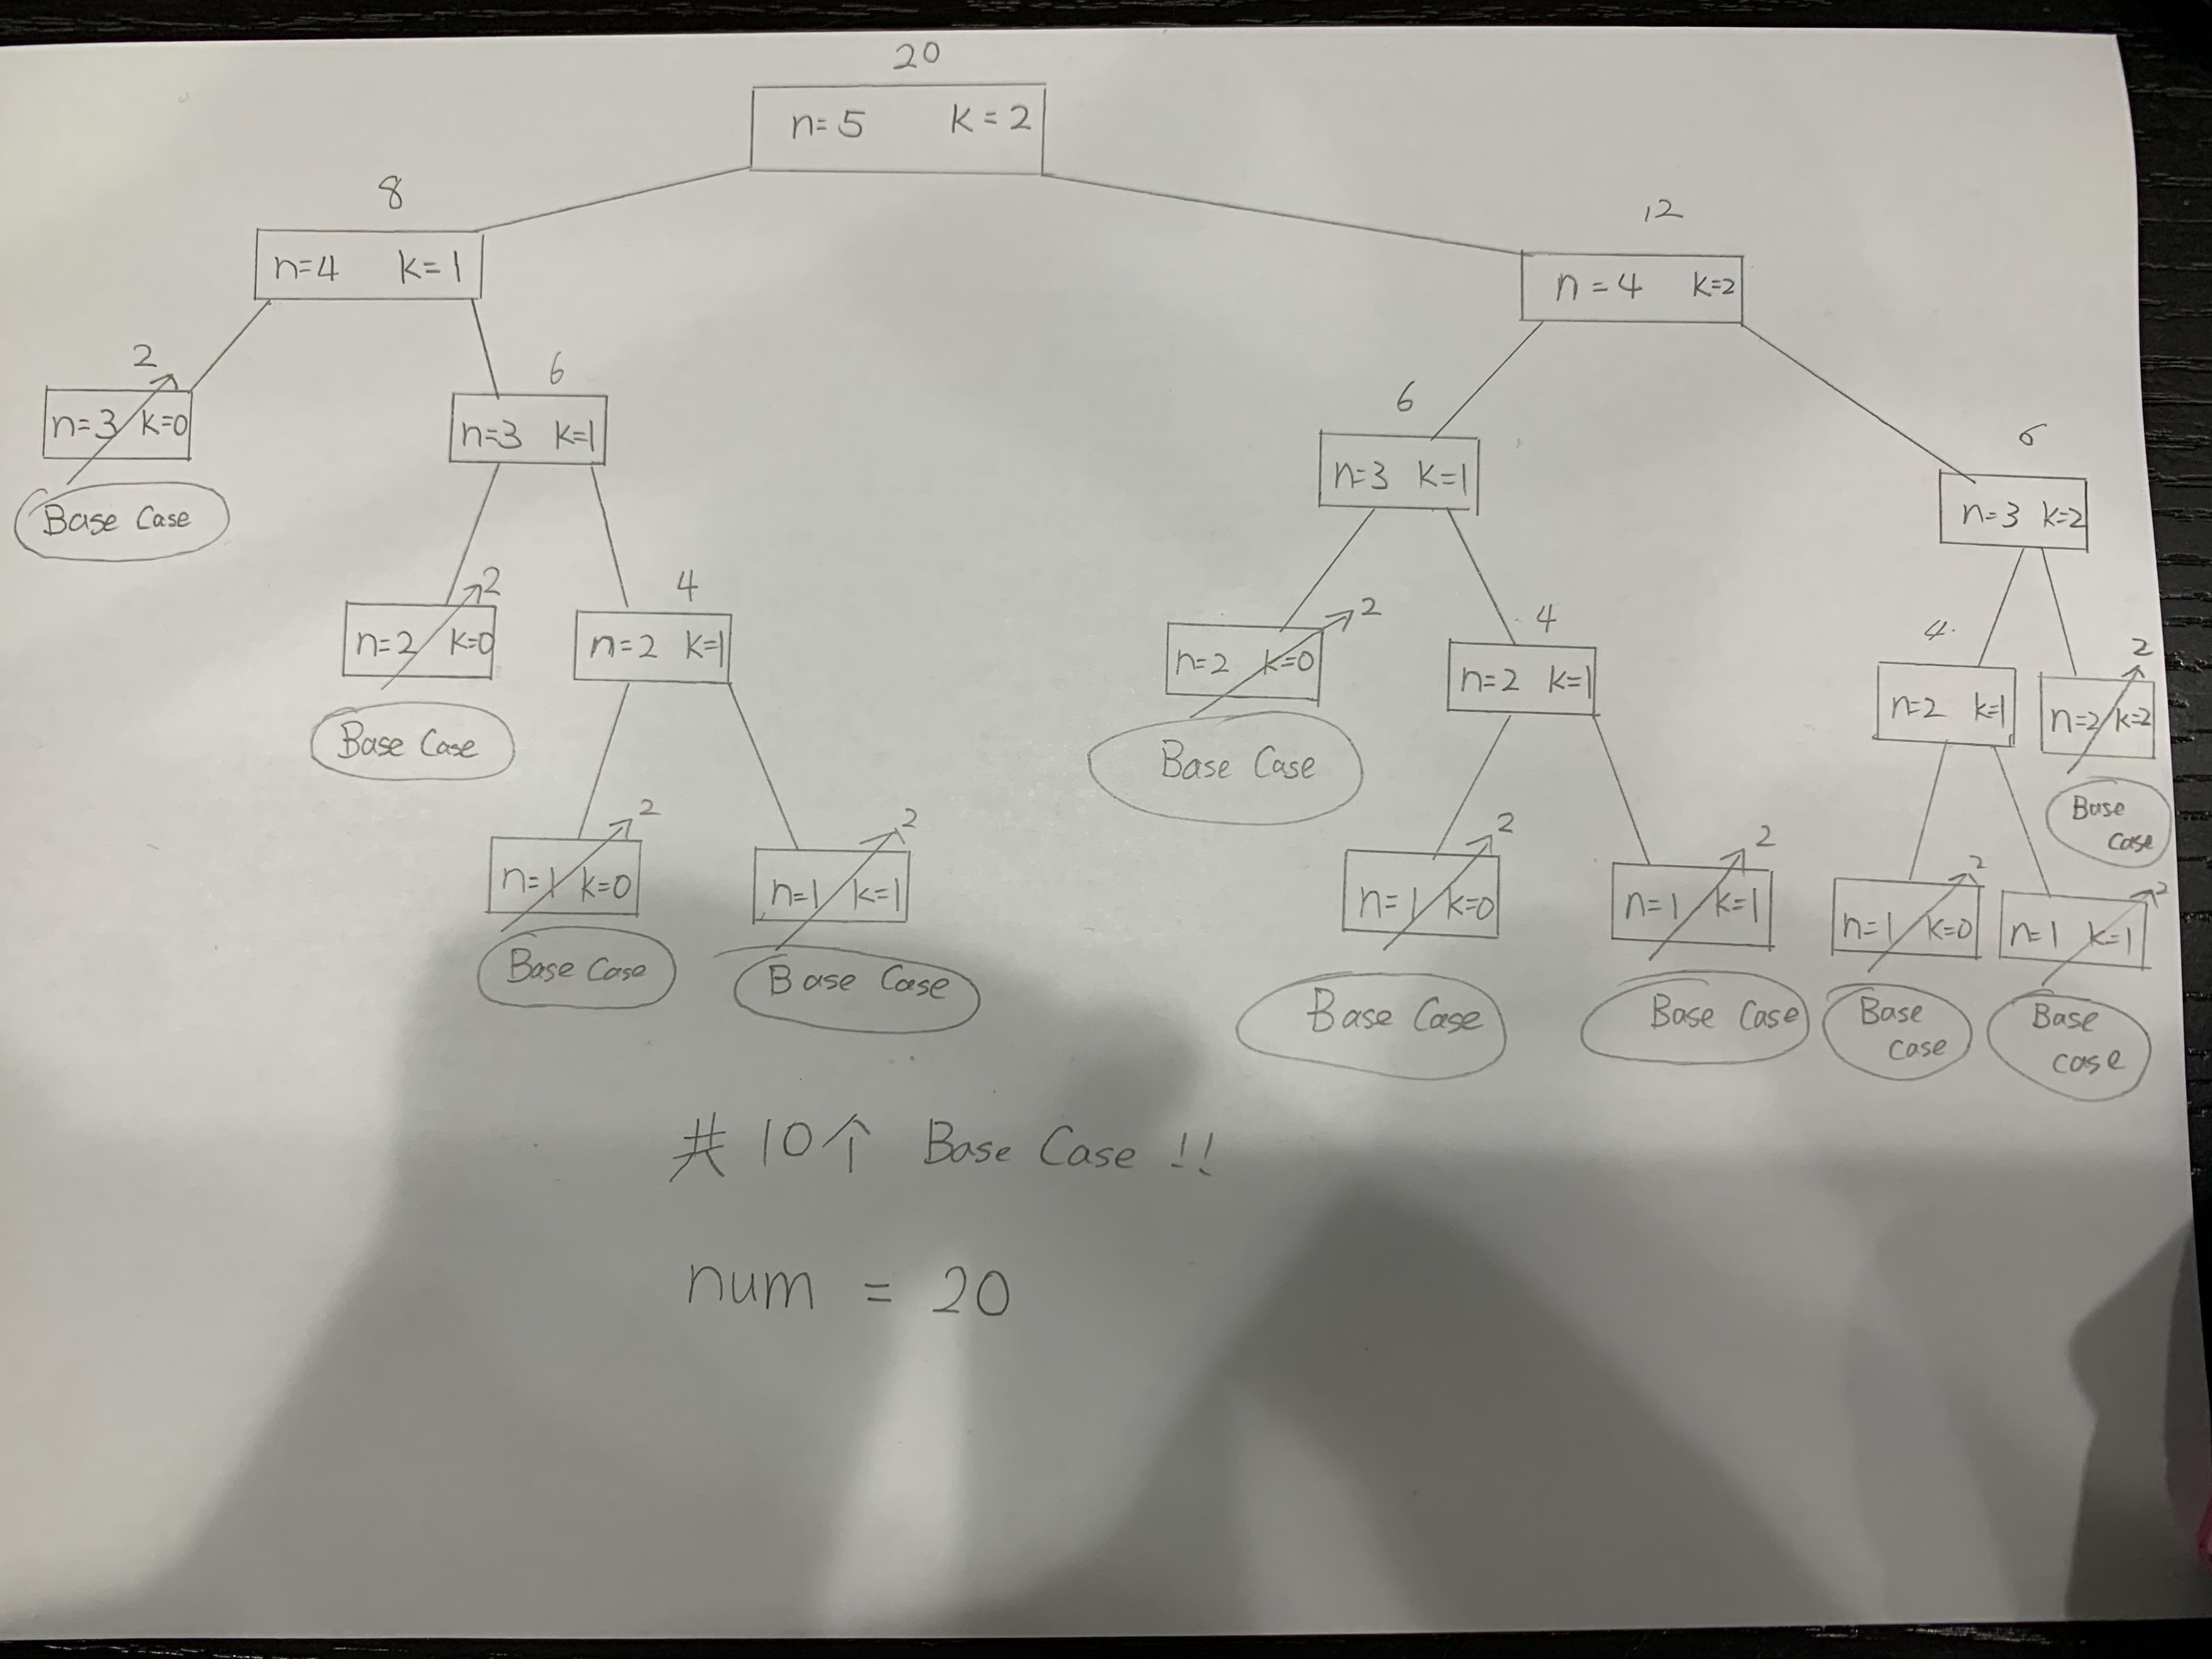 20
n=5 k=2
8
n=4 k=1
12
n=4 k=2
2
n=3 k=0
Base Case
6
n=3 k=1
6
n=3 k=1
6
n=3 k=2
n=2 k=0
2
Base Case
4
n=2 k=1
n=2 k=0
2
Base Case
4
n=2 k=1
4
n=2 k=1
n=2 k=2
2
Base
case
n=1 k=0
2
Base Case
n=1 k=1
2
Base Case
n=1 k=0
2
Base Case
n=1 k=1
2
Base Case
n=1 k=0
2
Base
case
n=1 k=1
2
Base
case
共 10个 Base Case !!
num = 20